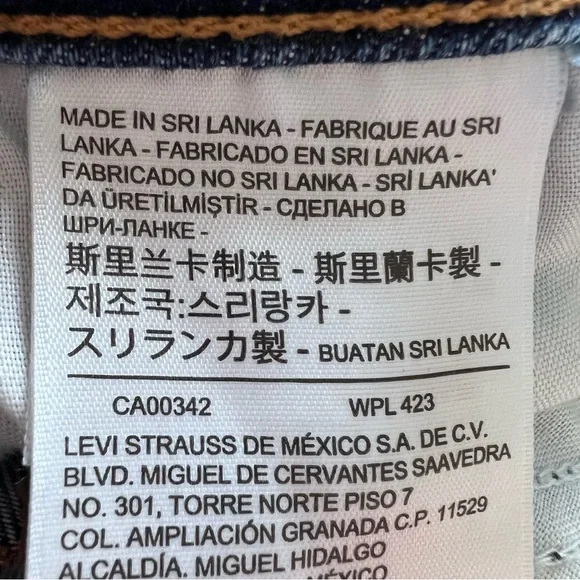 MADE IN SRI LANKA - FABRIQUE AU SRI
LANKA - FABRICADO EN SRI LANKA -
FABRICADO NO SRI LANKA - SRİ LANKA'
DA ÜRETİLMİŞTİR - СДЕЛАНО В
ШРИ-ЛАНКЕ -
斯里兰卡制造 - 斯里蘭卡製 -
제조국:스리랑카 -
スリランカ製 - BUATAN SRI LANKA
CA00342 WPL 423
LEVI STRAUSS DE MÉXICO S.A. DE C.V.
BLVD. MIGUEL DE CERVANTES SAAVEDRA
NO. 301, TORRE NORTE PISO 7
COL. AMPLIACIÓN GRANADA C.P. 11529
ALCALDÍA. MIGUEL HIDALGO